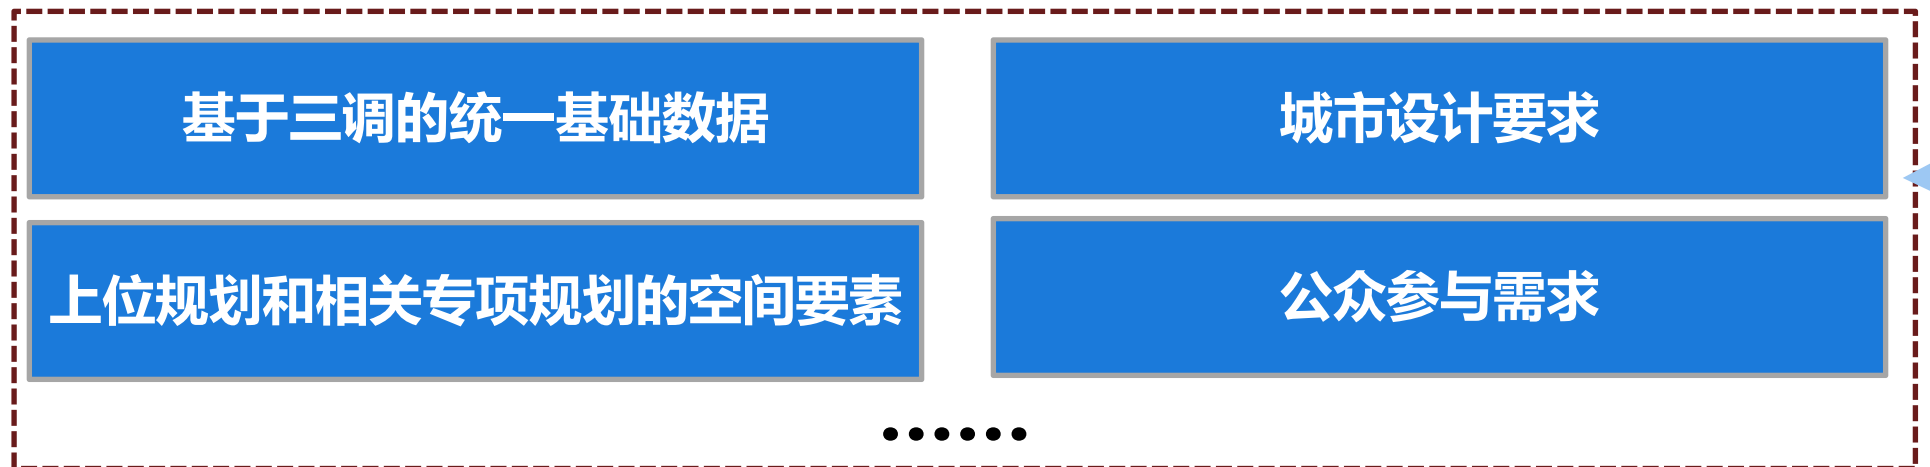 基于三调的统一基础数据
城市设计要求
上位规划和相关专项规划的空间要素
公众参与需求
······